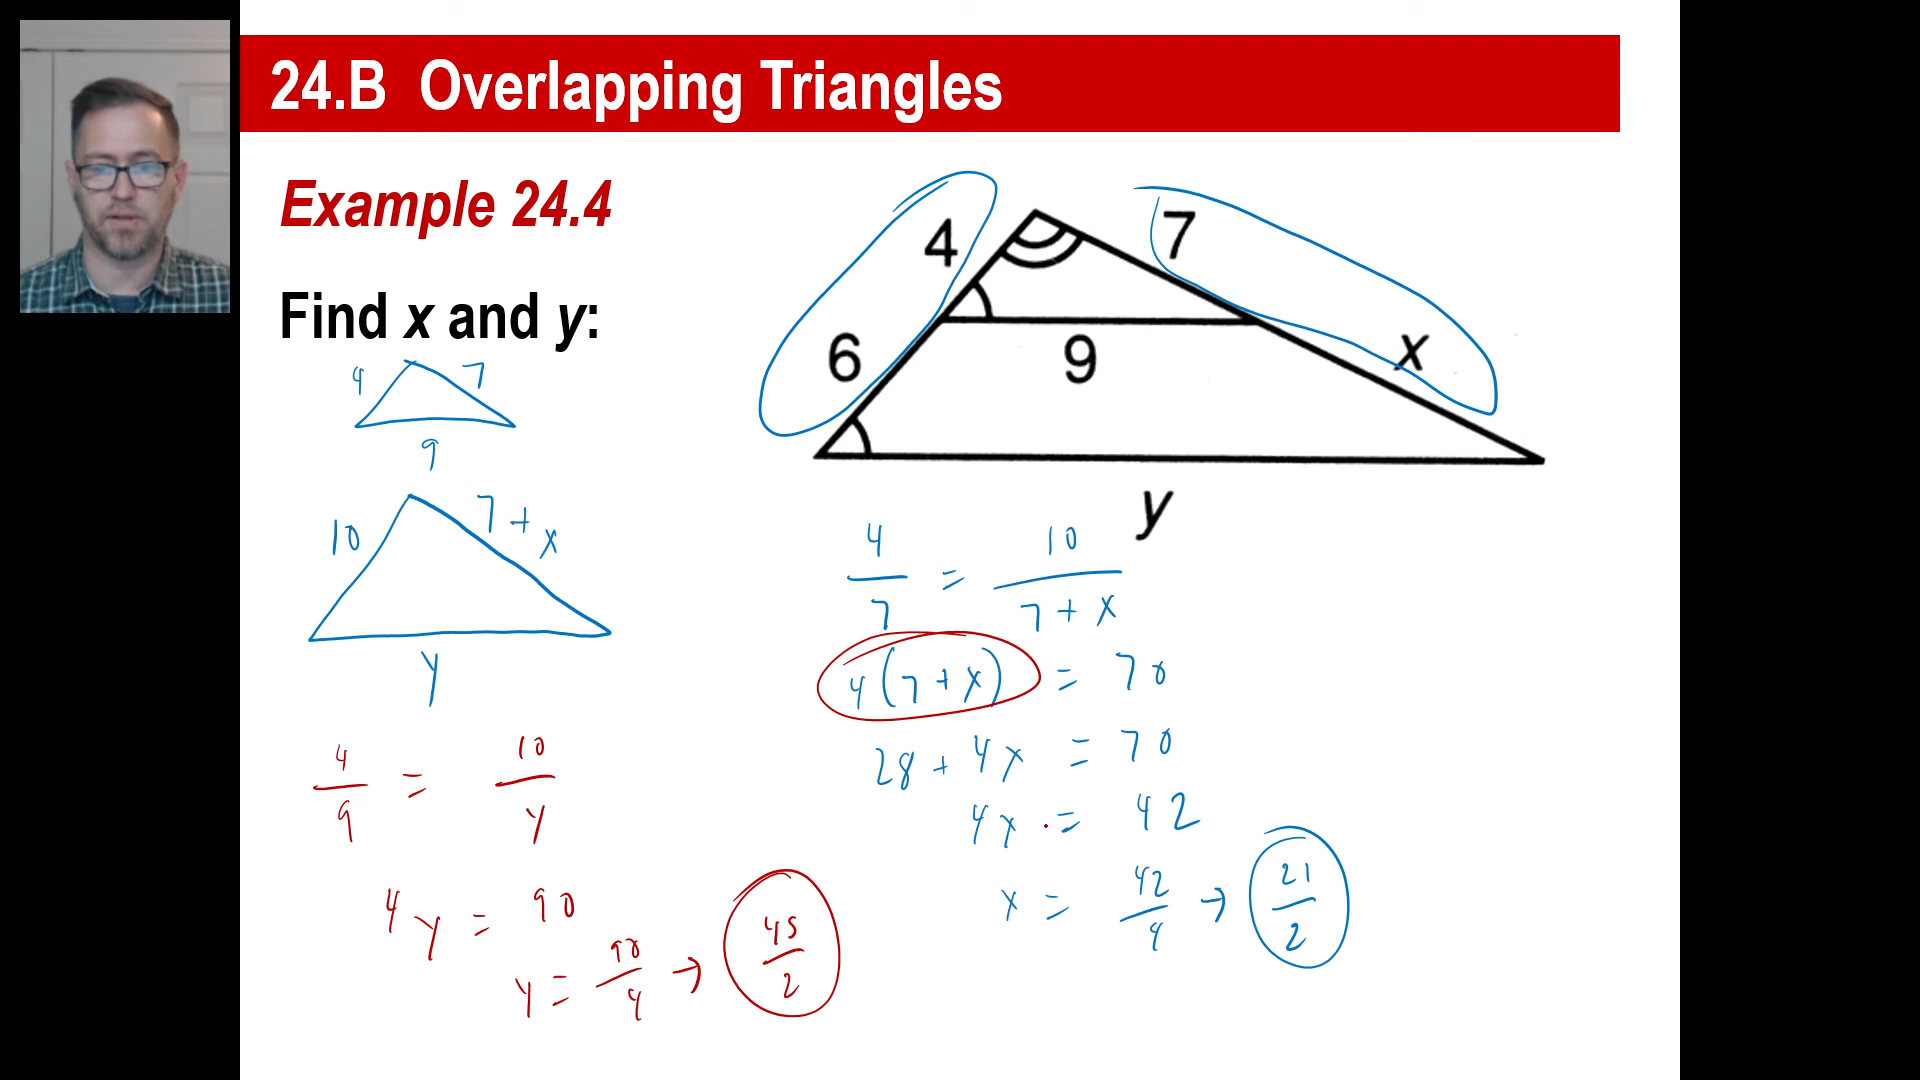 24.B Overlapping Triangles
Example 24.4
Find x and y:
4
7
6
9
x
y
4
7
9
10
7 + x
y
4/7 = 10/(7 + x)
4(7 + x) = 70
28 + 4x = 70
4x = 42
x = 42/4 → 21/2
4/9 = 10/y
4y = 90
y = 90/4 → 45/2